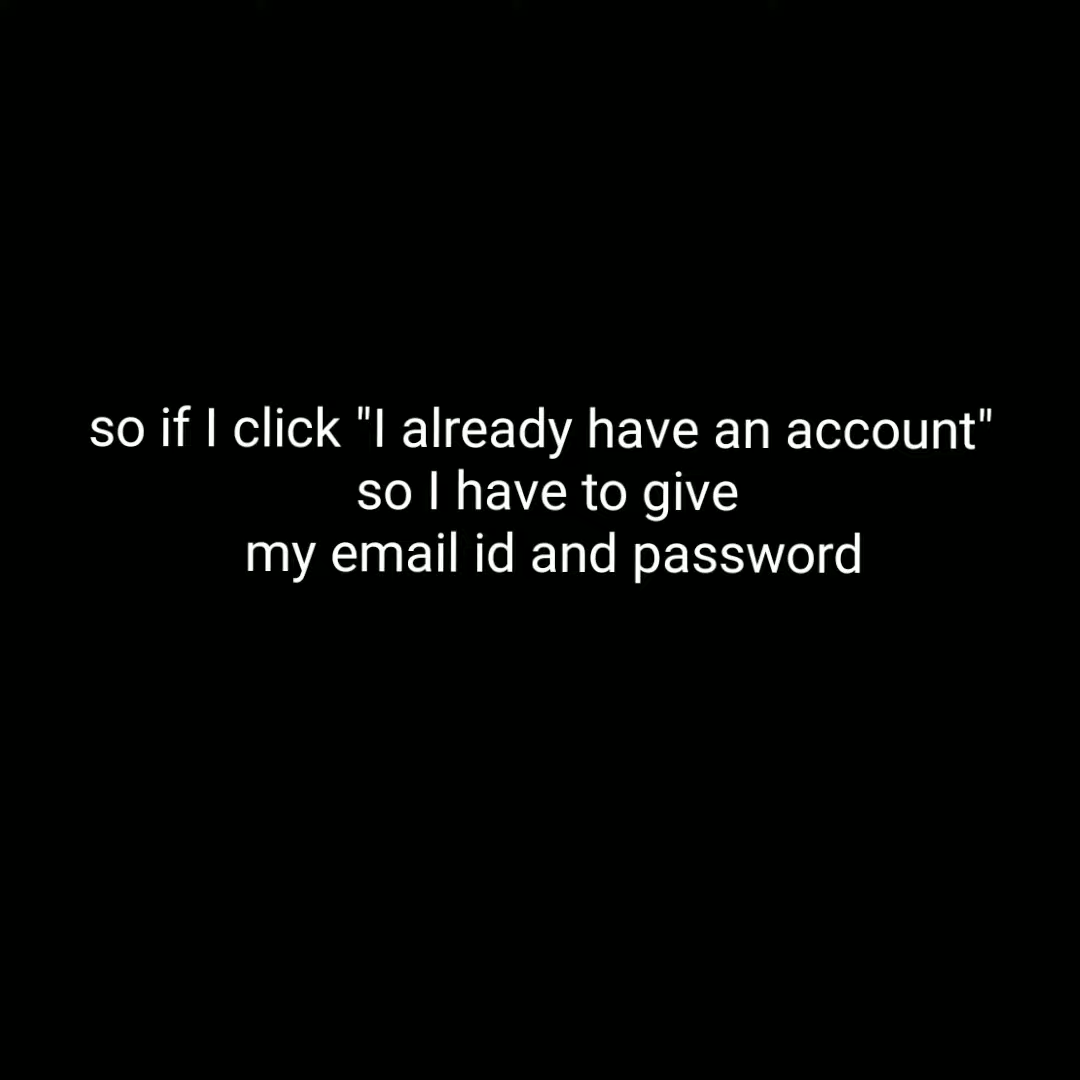 so if I click "I already have an account"
so I have to give
my email id and password